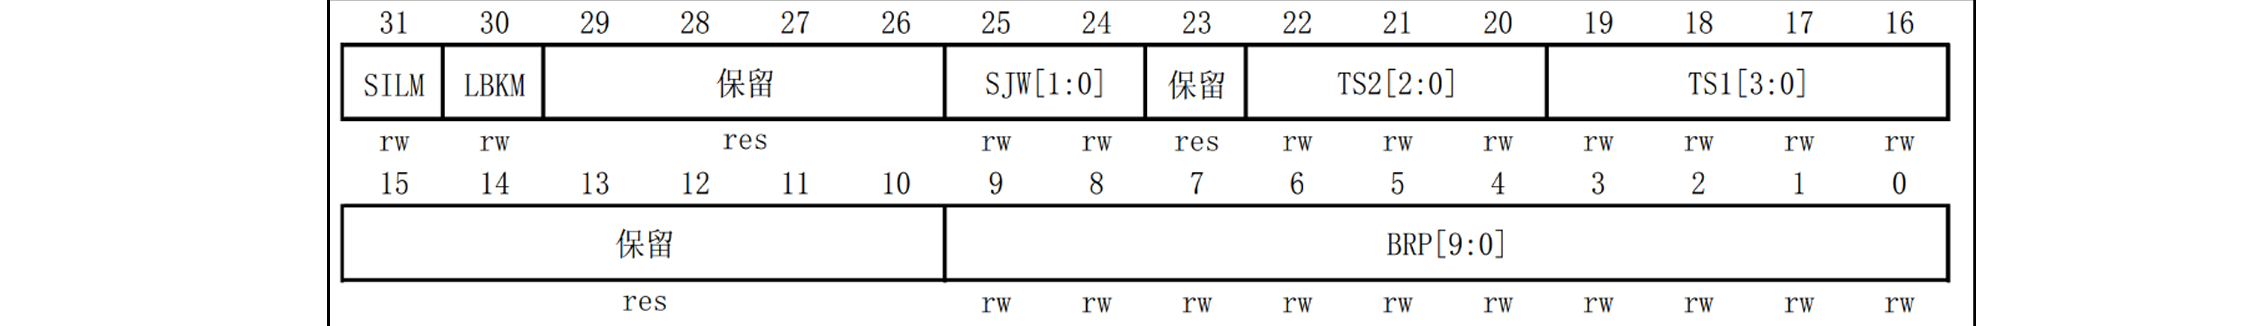 31 30 29 28 27 26 25 24 23 22 21 20 19 18 17 16
SILM LBKM 保留 SJW[1:0] 保留 TS2[2:0] TS1[3:0]
rw rw res rw rw res rw rw rw rw rw rw rw
15 14 13 12 11 10 9 8 7 6 5 4 3 2 1 0
保留 BRP[9:0]
res rw rw rw rw rw rw rw rw rw rw